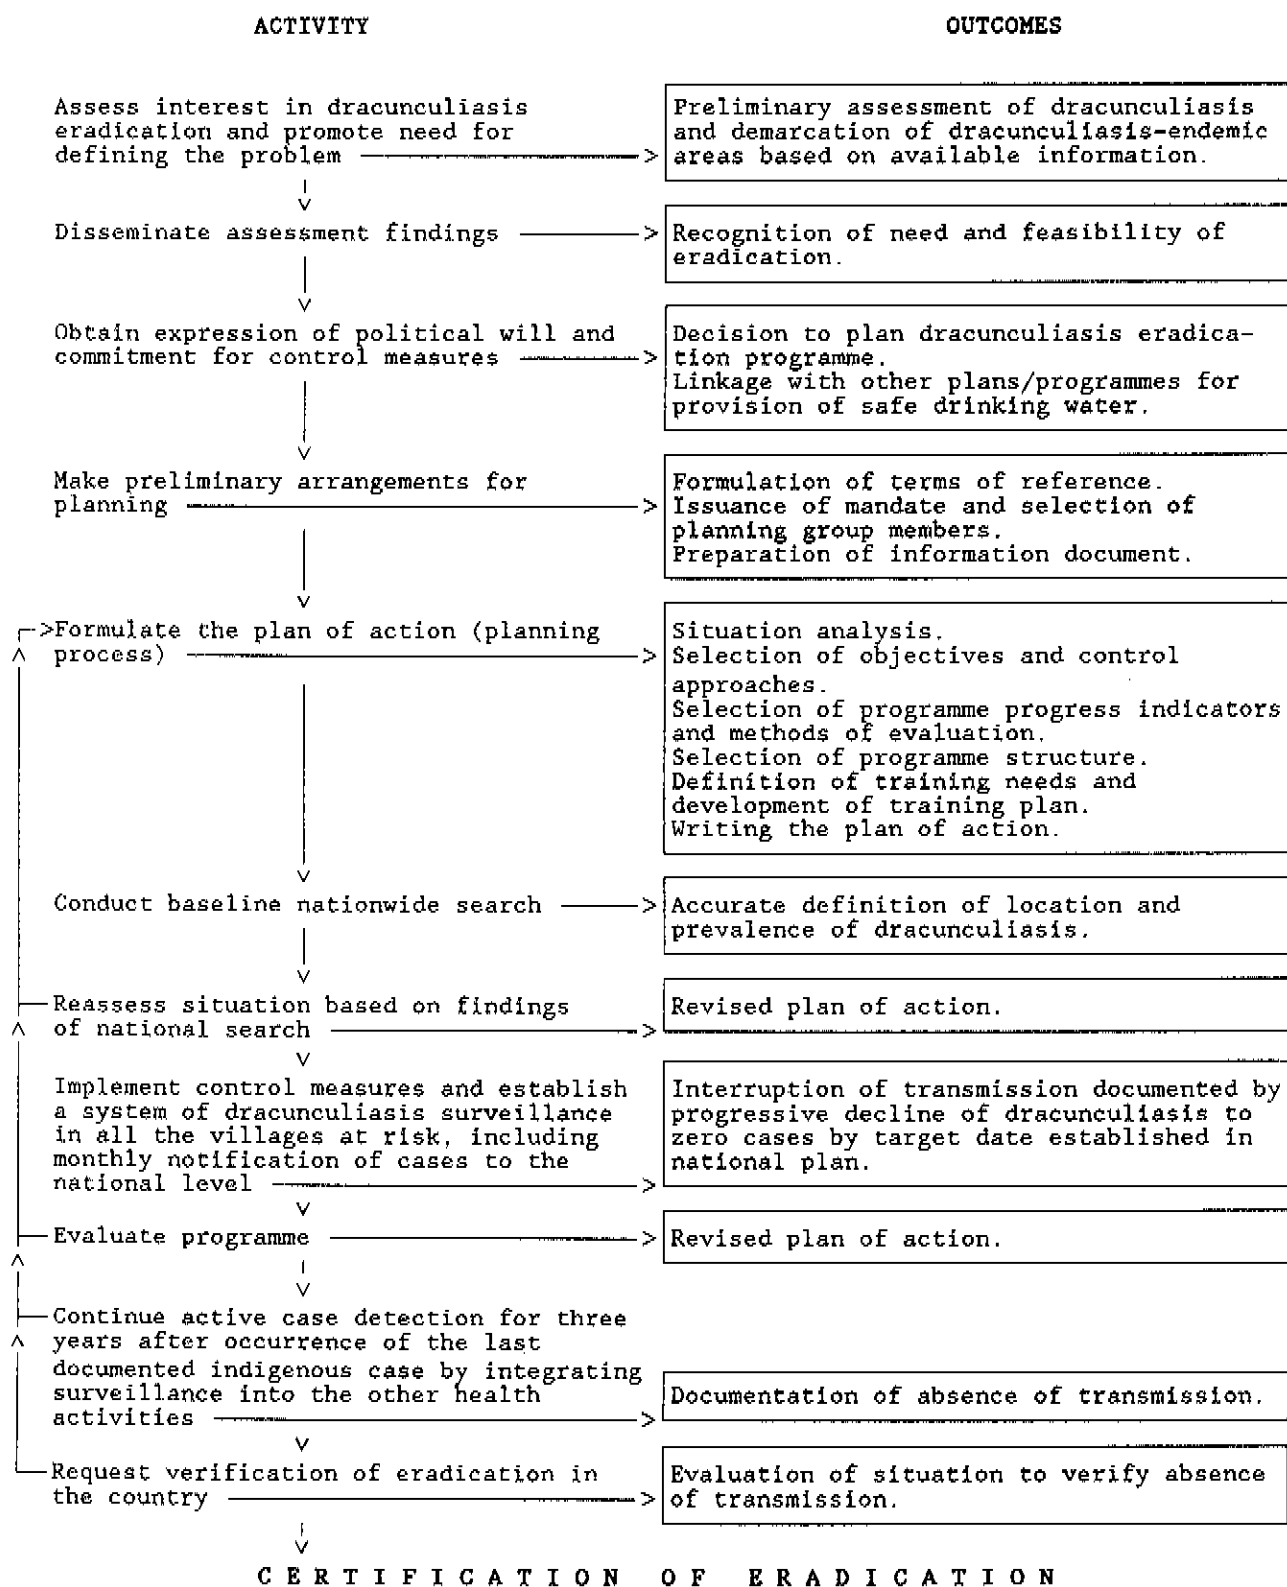 ACTIVITY
OUTCOMES
Assess interest in dracunculiasis
eradication and promote need for
defining the problem
Preliminary assessment of dracunculiasis
and demarcation of dracunculiasis-endemic
areas based on available information.
Disseminate assessment findings
Recognition of need and feasibility of
eradication.
Obtain expression of political will and
commitment for control measures
Decision to plan dracunculiasis eradica-
tion programme.
Linkage with other plans/programmes for
provision of safe drinking water.
Make preliminary arrangements for
planning
Formulation of terms of reference.
Issuance of mandate and selection of
planning group members.
Preparation of information document.
Formulate the plan of action (planning
process)
Situation analysis.
Selection of objectives and control
approaches.
Selection of programme progress indicators
and methods of evaluation.
Selection of programme structure.
Definition of training needs and
development of training plan.
Writing the plan of action.
Conduct baseline nationwide search
Accurate definition of location and
prevalence of dracunculiasis.
Reassess situation based on findings
of national search
Revised plan of action.
Implement control measures and establish
a system of dracunculiasis surveillance
in all the villages at risk, including
monthly notification of cases to the
national level
Interruption of transmission documented by
progressive decline of dracunculiasis to
zero cases by target date established in
national plan.
Evaluate programme
Revised plan of action.
Continue active case detection for three
years after occurrence of the last
documented indigenous case by integrating
surveillance into the other health
activities
Documentation of absence of transmission.
Request verification of eradication in
the country
Evaluation of situation to verify absence
of transmission.
CERTIFICATION OF ERADICATION